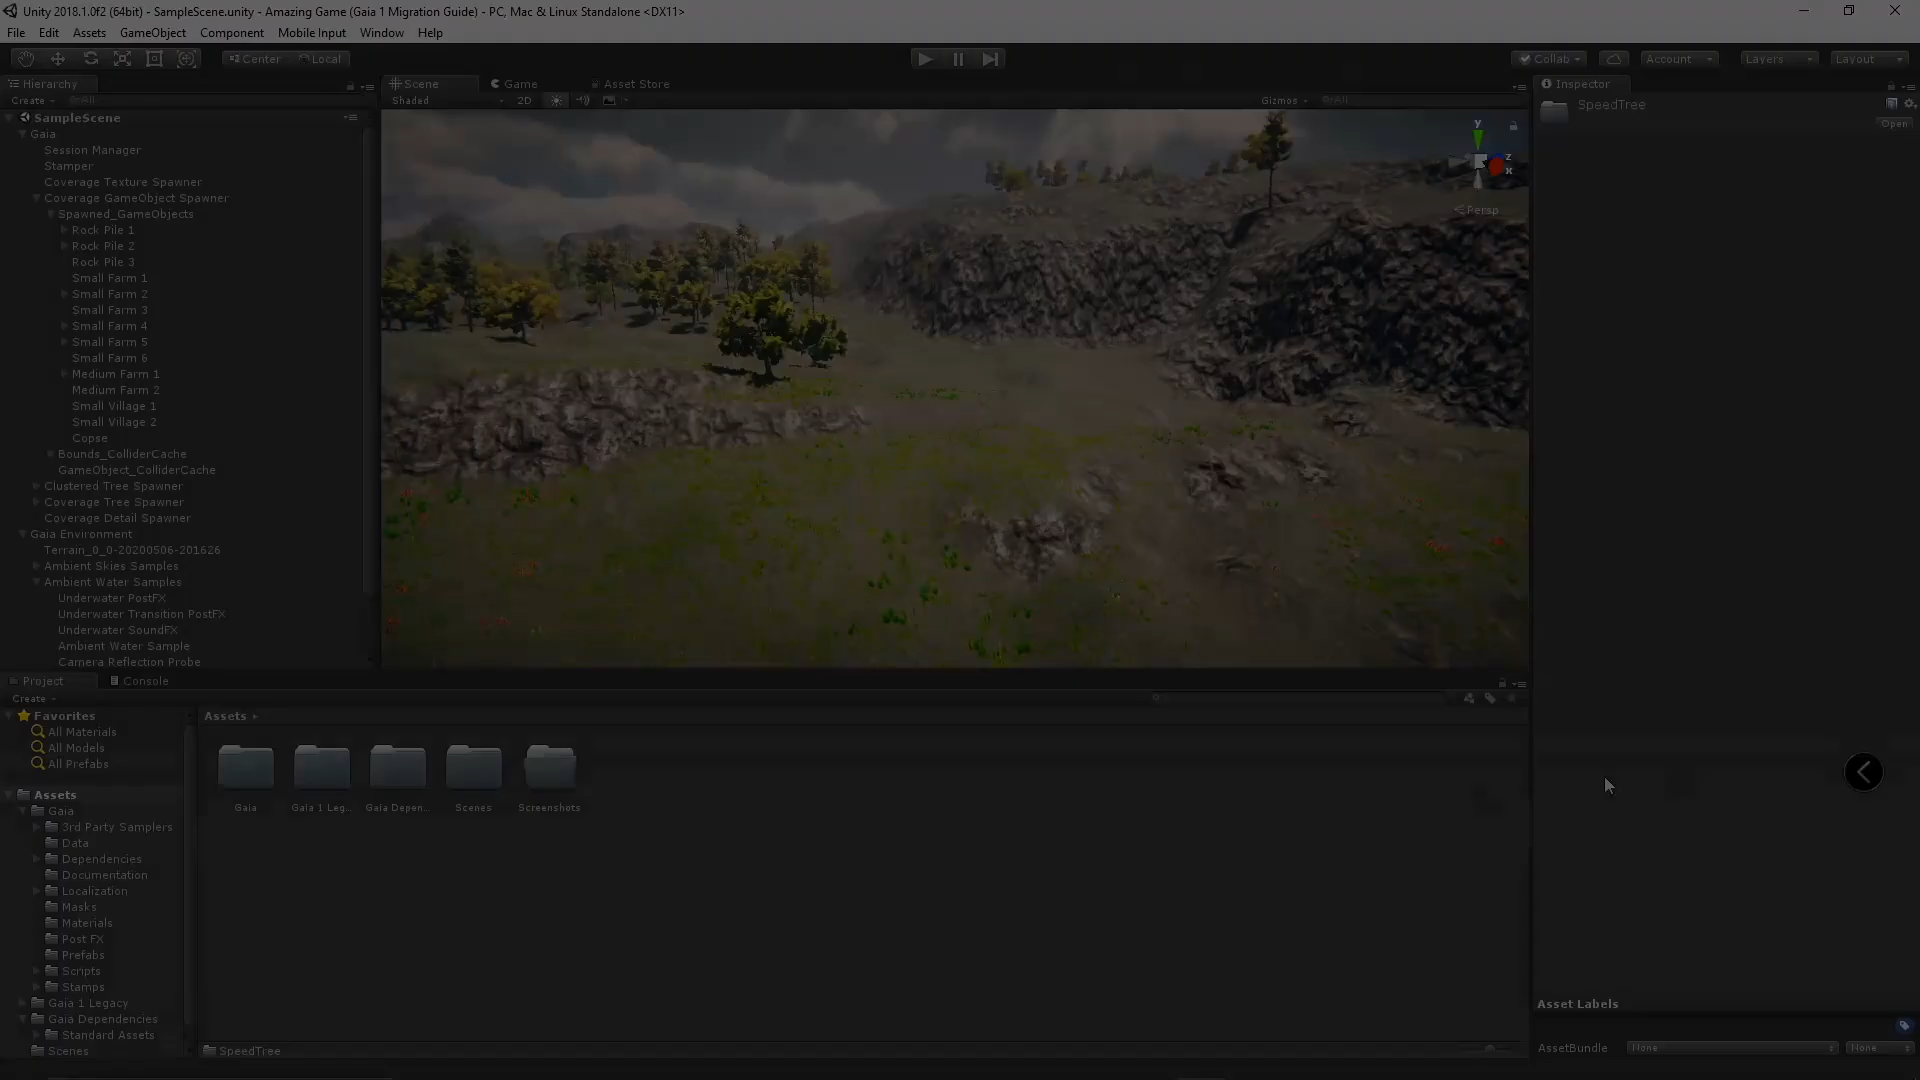 Unity 2018.1.0f2 (64bit) - SampleScene.unity - Amazing Game (Gaia 1 Migration Guide) - PC, Mac & Linux Standalone <DX11>
File Edit Assets GameObject Component Mobile Input Window Help
Center Local Collab Account Layers Layout
Hierarchy
Create
SampleScene
Gaia
Session Manager
Stamper
Coverage Texture Spawner
Coverage GameObject Spawner
Spawned_GameObjects
Rock Pile 1
Rock Pile 2
Rock Pile 3
Small Farm 1
Small Farm 2
Small Farm 3
Small Farm 4
Small Farm 5
Small Farm 6
Medium Farm 1
Medium Farm 2
Small Village 1
Small Village 2
Copse
Bounds_ColliderCache
GameObject_ColliderCache
Clustered Tree Spawner
Coverage Tree Spawner
Coverage Detail Spawner
Gaia Environment
Terrain_0_0-20200506-201626
Ambient Skies Samples
Ambient Water Samples
Underwater PostFX
Underwater Transition PostFX
Underwater SoundFX
Ambient Water Sample
Camera Reflection Probe
Scene Game Asset Store
Shaded 2D Gizmos
y
z
x
Persp
Inspector
SpeedTree
Open
Project Console
Create
Favorites
All Materials
All Models
All Prefabs
Assets
Gaia
3rd Party Samplers
Data
Dependencies
Documentation
Localization
Masks
Materials
Post FX
Prefabs
Scripts
Stamps
Gaia 1 Legacy
Gaia Dependencies
Standard Assets
Scenes
Assets
Gaia Gaia 1 Leg... Gaia Depen... Scenes Screenshots
SpeedTree
Asset Labels
AssetBundle None None